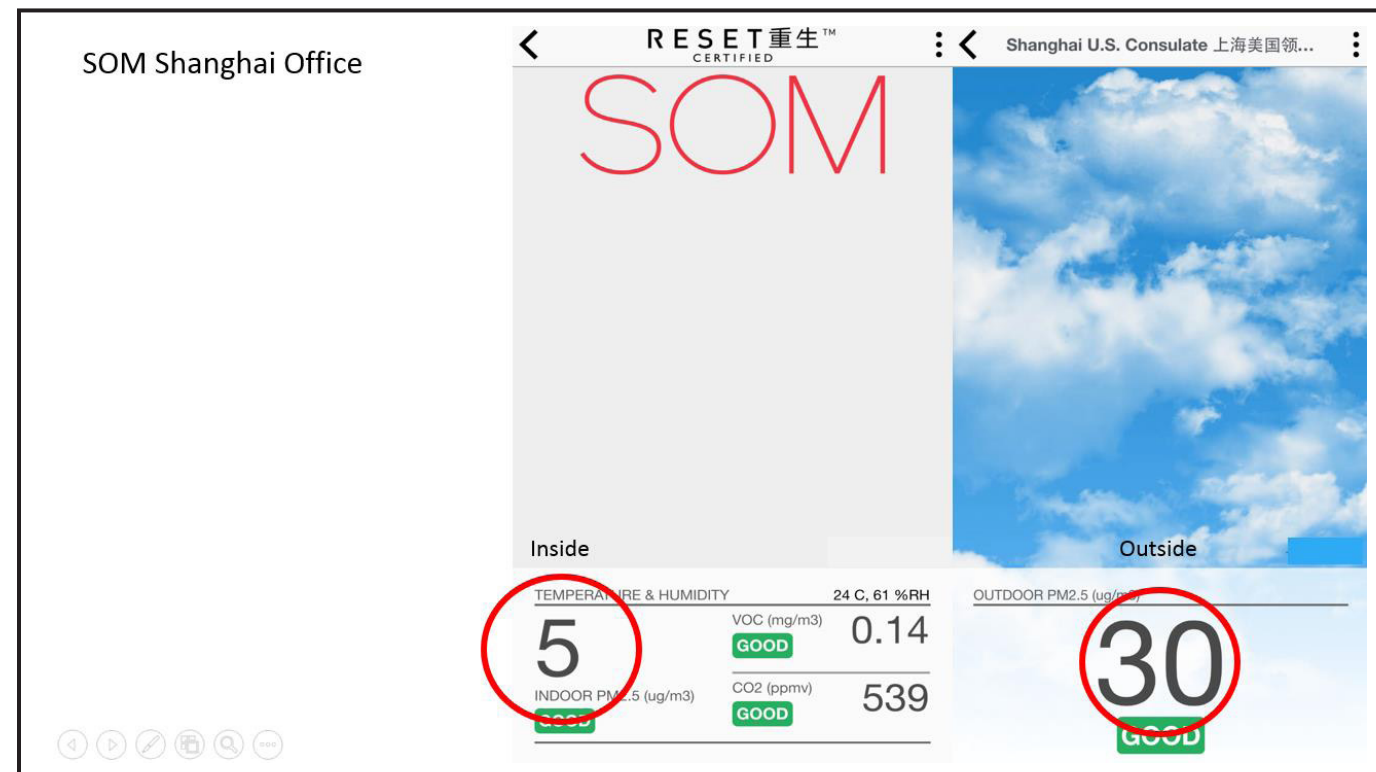 SOM Shanghai Office
RESET重生™
CERTIFIED
SOM
Inside
TEMPERATURE & HUMIDITY 24 C, 61 %RH
5
INDOOR PM2.5 (ug/m3)
GOOD
VOC (mg/m3)
GOOD
0.14
CO2 (ppmv)
GOOD
539
Shanghai U.S. Consulate 上海美国领...
Outside
OUTDOOR PM2.5 (ug/m3)
30
GOOD